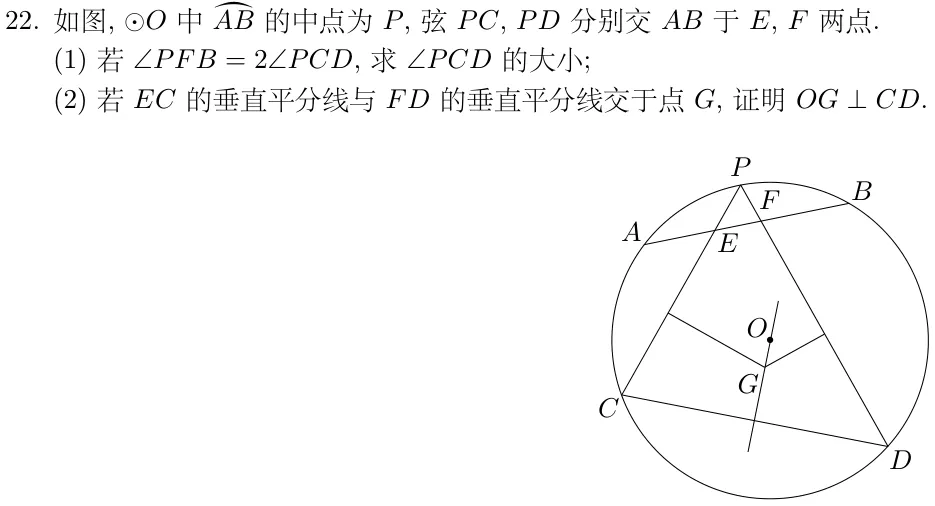 22. 如图, ⊙O 中 $\overset{\frown}{AB}$ 的中点为 P, 弦 PC, PD 分别交 AB 于 E, F 两点.
(1) 若 ∠PFB = 2∠PCD, 求 ∠PCD 的大小;
(2) 若 EC 的垂直平分线与 FD 的垂直平分线交于点 G, 证明 OG ⊥ CD.
P
F
B
A
E
O
G
C
D